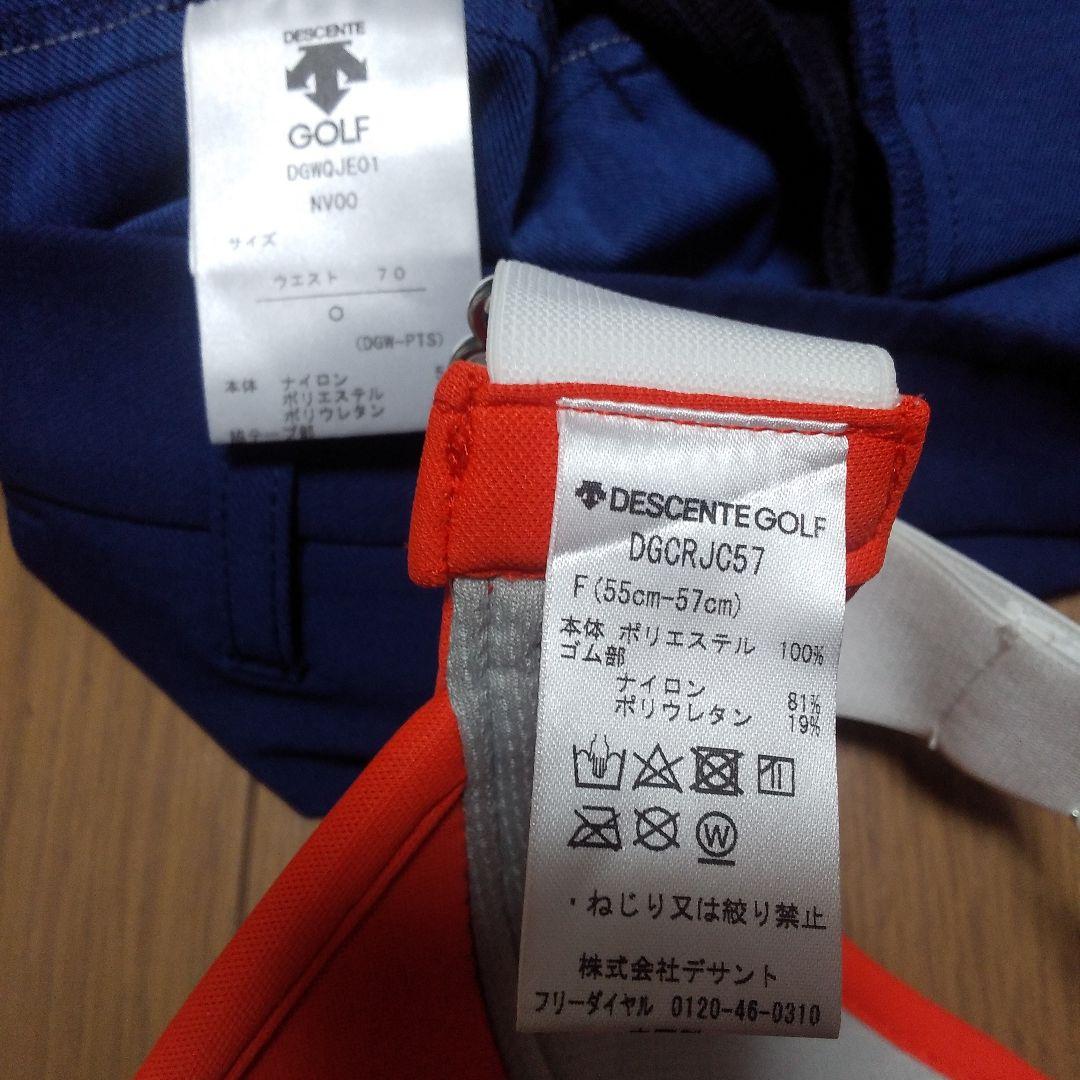 DESCENTE
GOLF
DGWQJE01
NV00
サイズ
ウエスト 70
O
(DGW-PTS)
本体 ナイロン 5
ポリエステル
ポリウレタン
DESCENTE GOLF
DGCRJC57
F(55cm-57cm)
本体 ポリエステル 100%
ゴム部
ナイロン 81%
ポリウレタン 19%
W
・ねじり又は絞り禁止
株式会社デサント
フリーダイヤル 0120-46-0310